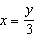 x = y/3